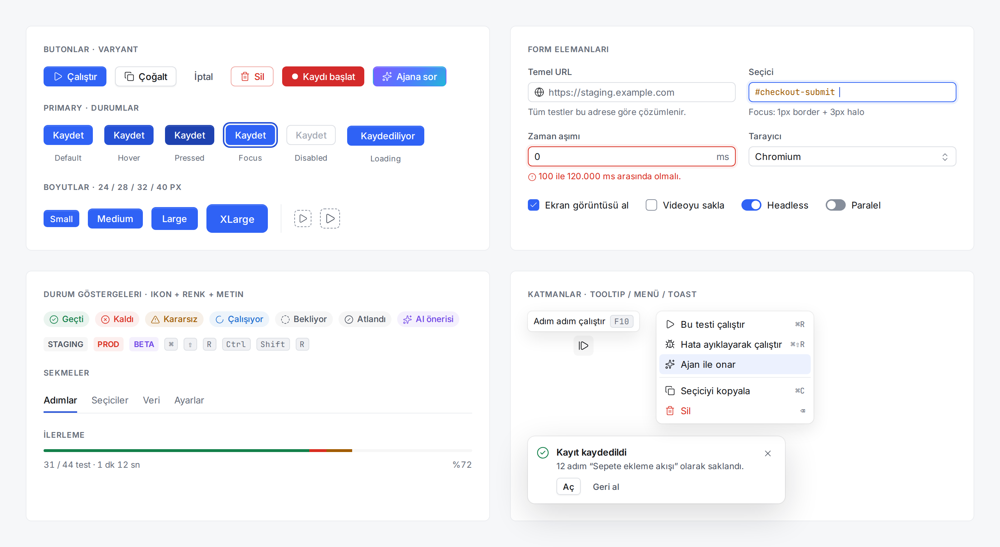 BUTONLAR · VARYANT
Çalıştır
Çoğalt
İptal
Sil
Kaydı başlat
Ajana sor
PRIMARY · DURUMLAR
Kaydet
Kaydet
Kaydet
Kaydet
Kaydet
Kaydediliyor
Default
Hover
Pressed
Focus
Disabled
Loading
BOYUTLAR · 24 / 28 / 32 / 40 PX
Small
Medium
Large
XLarge
FORM ELEMANLARI
Temel URL
https://staging.example.com
Tüm testler bu adrese göre çözümlenir.
Seçici
#checkout-submit
Focus: 1px border + 3px halo
Zaman aşımı
0 ms
100 ile 120.000 ms arasında olmalı.
Tarayıcı
Chromium
Ekran görüntüsü al
Videoyu sakla
Headless
Paralel
DURUM GÖSTERGELERI · IKON + RENK + METIN
Geçti
Kaldı
Kararsız
Çalışıyor
Bekliyor
Atlandı
AI önerisi
STAGING
PROD
BETA
⌘
⇧
R
Ctrl
Shift
R
SEKMELER
Adımlar
Seçiciler
Veri
Ayarlar
İLERLEME
31 / 44 test · 1 dk 12 sn
%72
KATMANLAR · TOOLTIP / MENÜ / TOAST
Adım adım çalıştır F10
Bu testi çalıştır ⌘R
Hata ayıklayarak çalıştır ⌘⇧R
Ajan ile onar
Seçiciyi kopyala ⌘C
Sil ⌫
Kayıt kaydedildi
12 adım “Sepete ekleme akışı” olarak saklandı.
Aç
Geri al